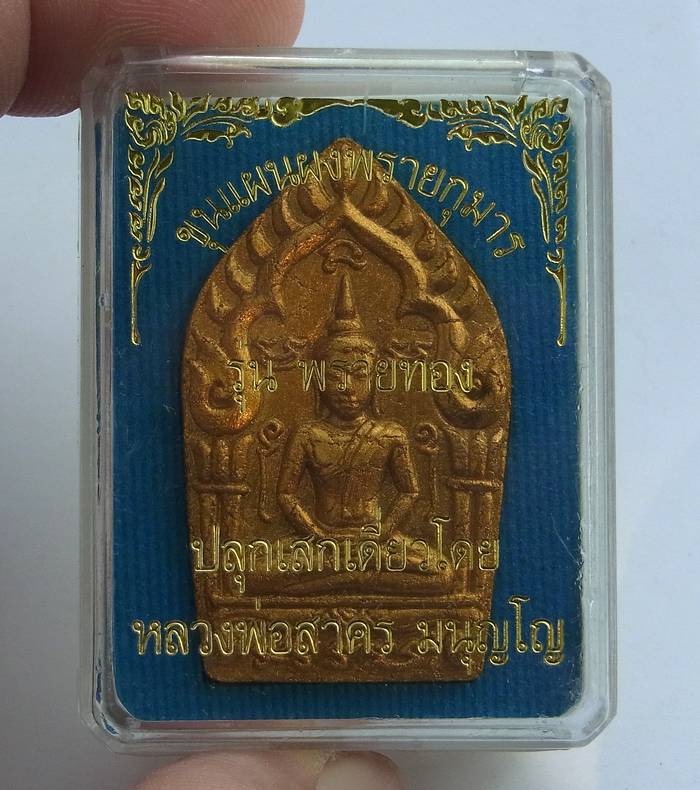 ขุนแผนผงพรายกุมาร
รุ่น พรายทอง
ปลุกเสกเดี่ยวโดย
หลวงพ่อสาคร มนุญโญ